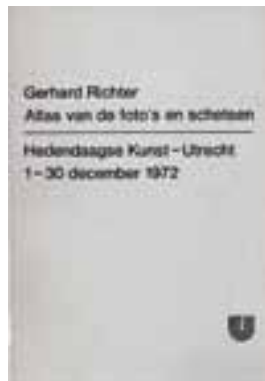 Gerhard Richter
Atlas van de foto's en schetsen
Hedendaagse Kunst – Utrecht
1–30 december 1972